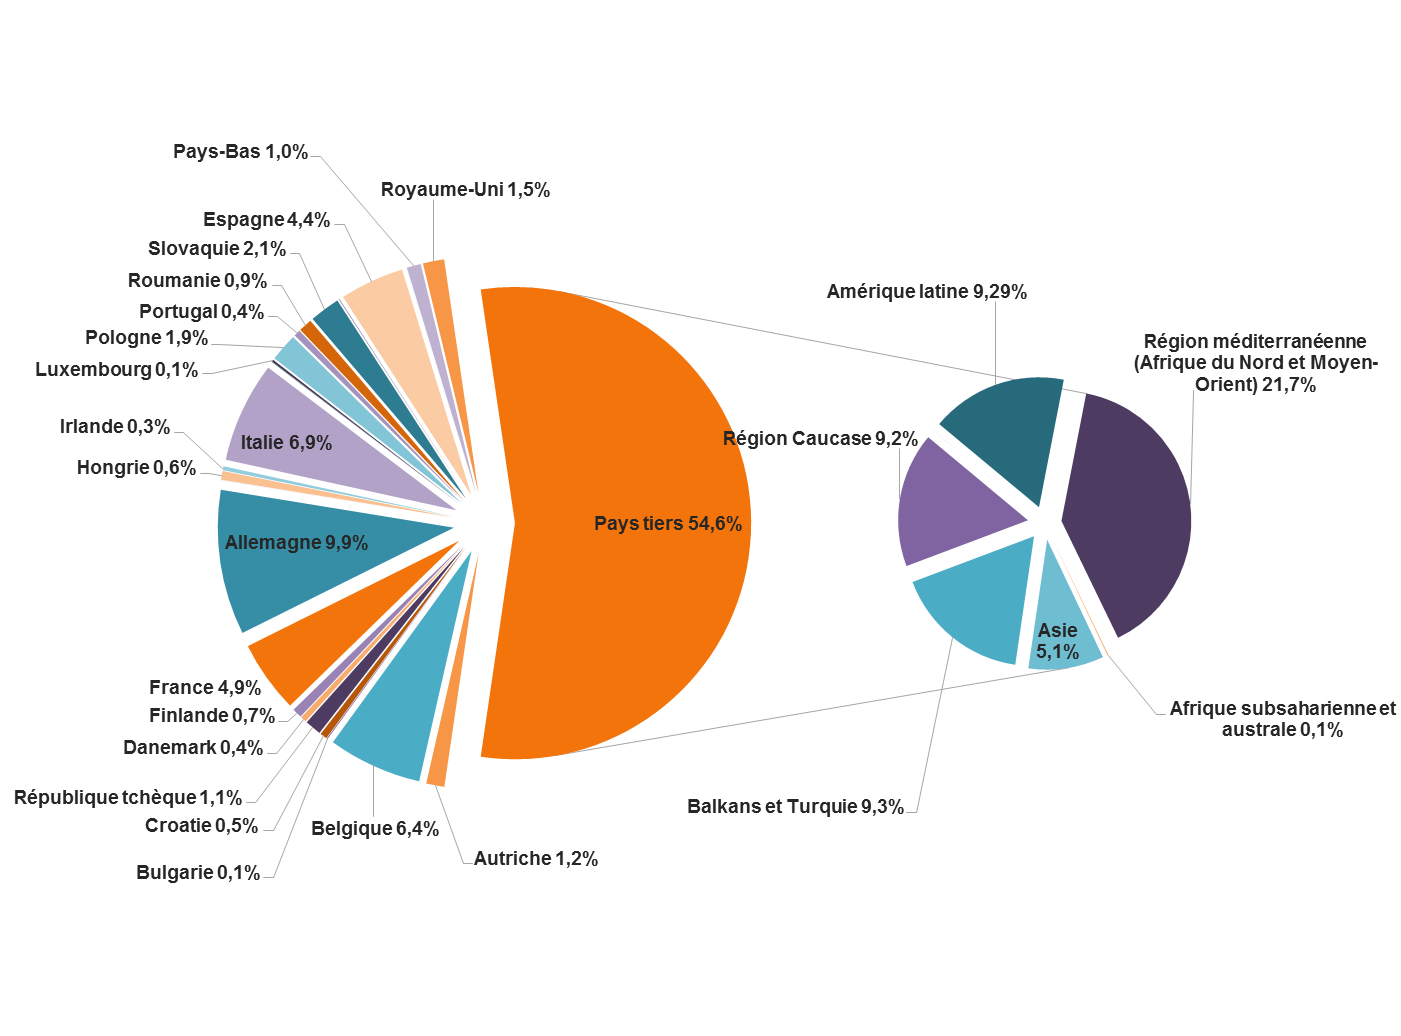 Pays-Bas 1,0%
Royaume-Uni 1,5%
Espagne 4,4%
Slovaquie 2,1%
Roumanie 0,9%
Portugal 0,4%
Pologne 1,9%
Luxembourg 0,1%
Irlande 0,3%
Italie 6,9%
Hongrie 0,6%
Allemagne 9,9%
France 4,9%
Finlande 0,7%
Danemark 0,4%
République tchèque 1,1%
Croatie 0,5%
Bulgarie 0,1%
Belgique 6,4%
Autriche 1,2%
Pays tiers 54,6%
Amérique latine 9,29%
Région méditerranéenne
(Afrique du Nord et Moyen-
Orient) 21,7%
Région Caucase 9,2%
Asie
5,1%
Afrique subsaharienne et
australe 0,1%
Balkans et Turquie 9,3%